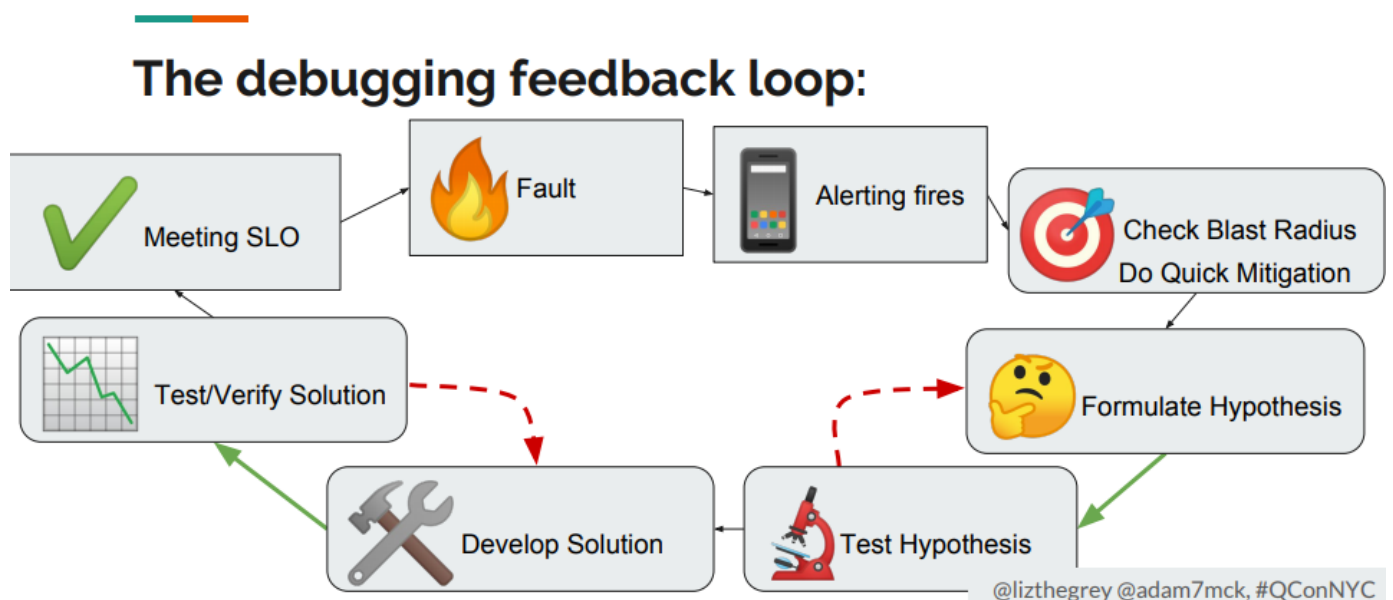 The debugging feedback loop:
Meeting SLO
Fault
Alerting fires
Check Blast Radius
Do Quick Mitigation
Formulate Hypothesis
Test Hypothesis
Develop Solution
Test/Verify Solution
@lizthegrey @adam7mck, #QConNYC